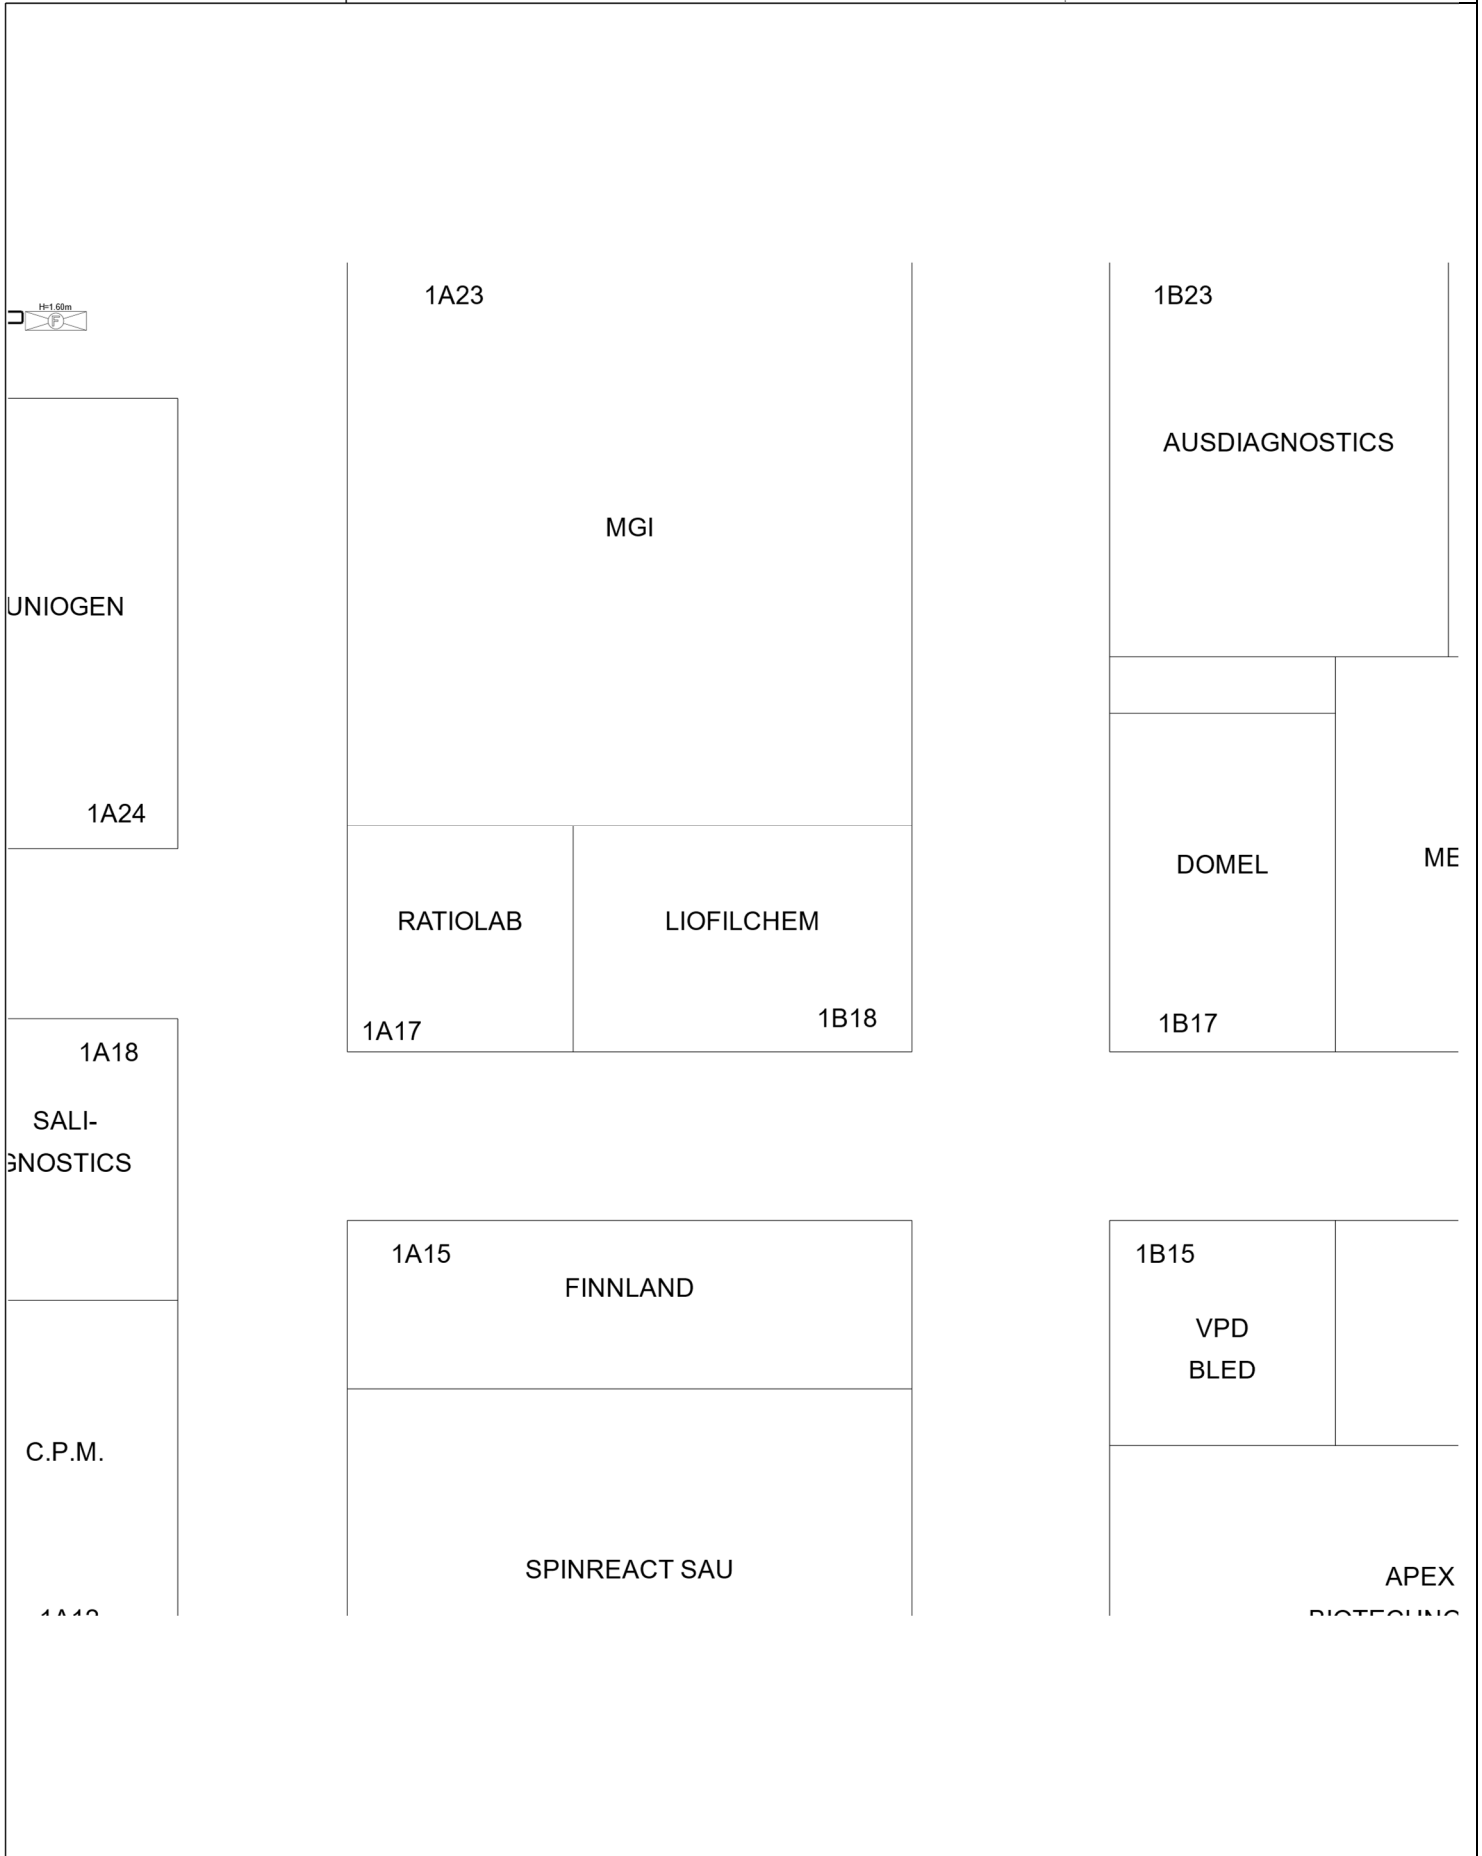 1A23
1B23
H=1.60m
F
AUSDIAGNOSTICS
MGI
UNIOGEN
1A24
DOMEL
ME
RATIOLAB
LIOFILCHEM
1A17
1B18
1B17
1A18
SALI-
GNOSTICS
1A15
FINNLAND
1B15
VPD
BLED
C.P.M.
SPINREACT SAU
APEX